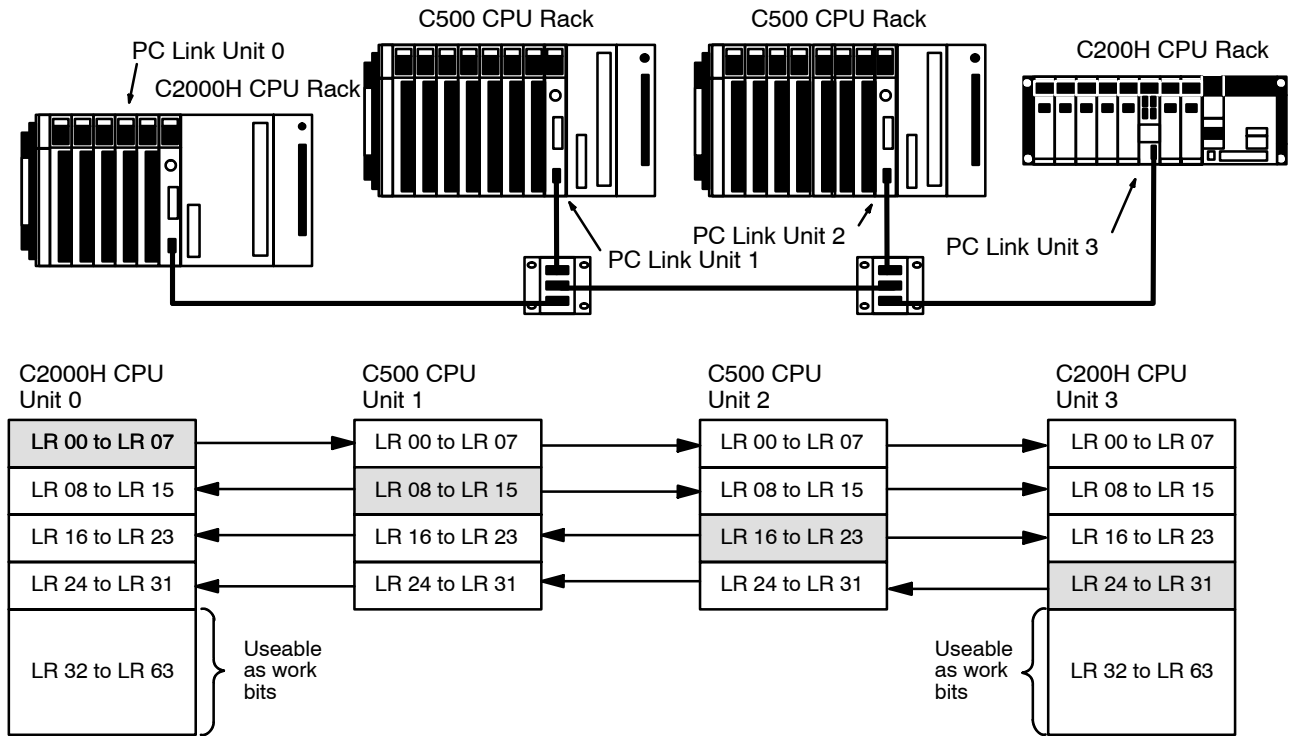 C500 CPU Rack
C500 CPU Rack
PC Link Unit 0
C2000H CPU Rack
C200H CPU Rack
PC Link Unit 2
PC Link Unit 1
PC Link Unit 3
C2000H CPU
Unit 0
C500 CPU
Unit 1
C500 CPU
Unit 2
C200H CPU
Unit 3
LR 00 to LR 07
LR 00 to LR 07
LR 00 to LR 07
LR 00 to LR 07
LR 08 to LR 15
LR 08 to LR 15
LR 08 to LR 15
LR 08 to LR 15
LR 16 to LR 23
LR 16 to LR 23
LR 16 to LR 23
LR 16 to LR 23
LR 24 to LR 31
LR 24 to LR 31
LR 24 to LR 31
LR 24 to LR 31
LR 32 to LR 63
Useable
as work
bits
Useable
as work
bits
LR 32 to LR 63